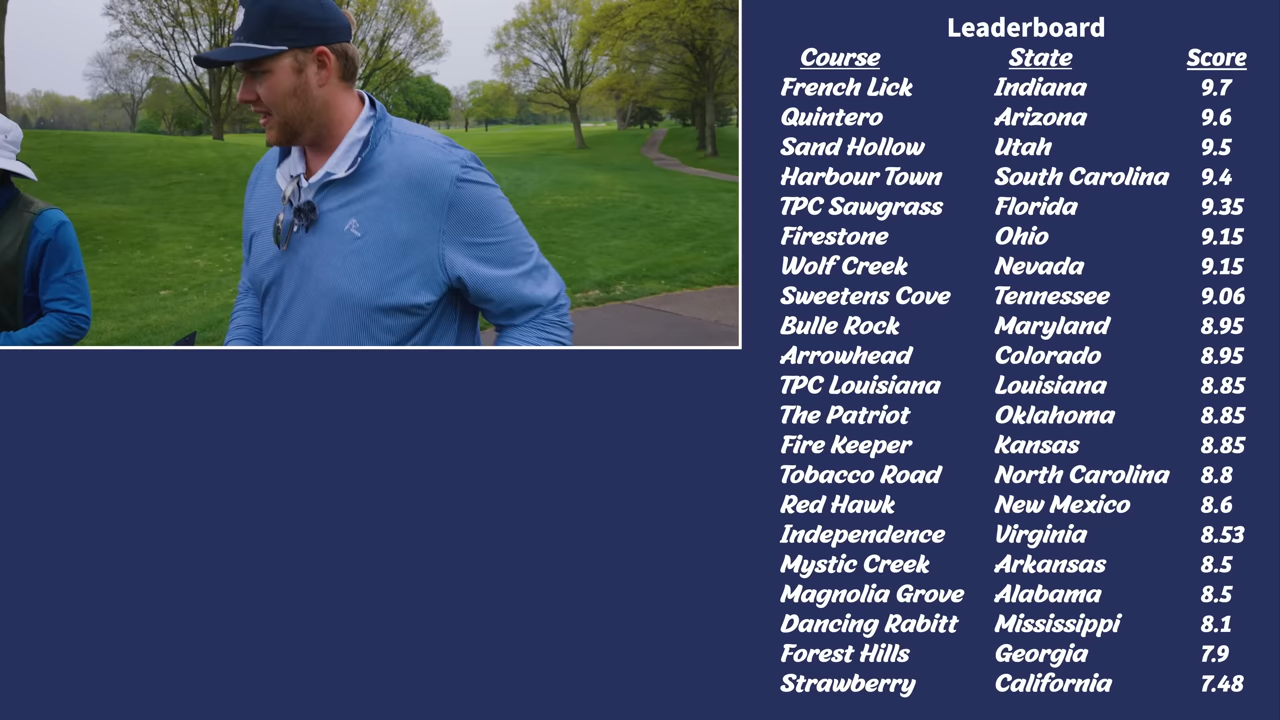 Leaderboard
Course State Score
French Lick Indiana 9.7
Quintero Arizona 9.6
Sand Hollow Utah 9.5
Harbour Town South Carolina 9.4
TPC Sawgrass Florida 9.35
Firestone Ohio 9.15
Wolf Creek Nevada 9.15
Sweetens Cove Tennessee 9.06
Bulle Rock Maryland 8.95
Arrowhead Colorado 8.95
TPC Louisiana Louisiana 8.85
The Patriot Oklahoma 8.85
Fire Keeper Kansas 8.85
Tobacco Road North Carolina 8.8
Red Hawk New Mexico 8.6
Independence Virginia 8.53
Mystic Creek Arkansas 8.5
Magnolia Grove Alabama 8.5
Dancing Rabitt Mississippi 8.1
Forest Hills Georgia 7.9
Strawberry California 7.48